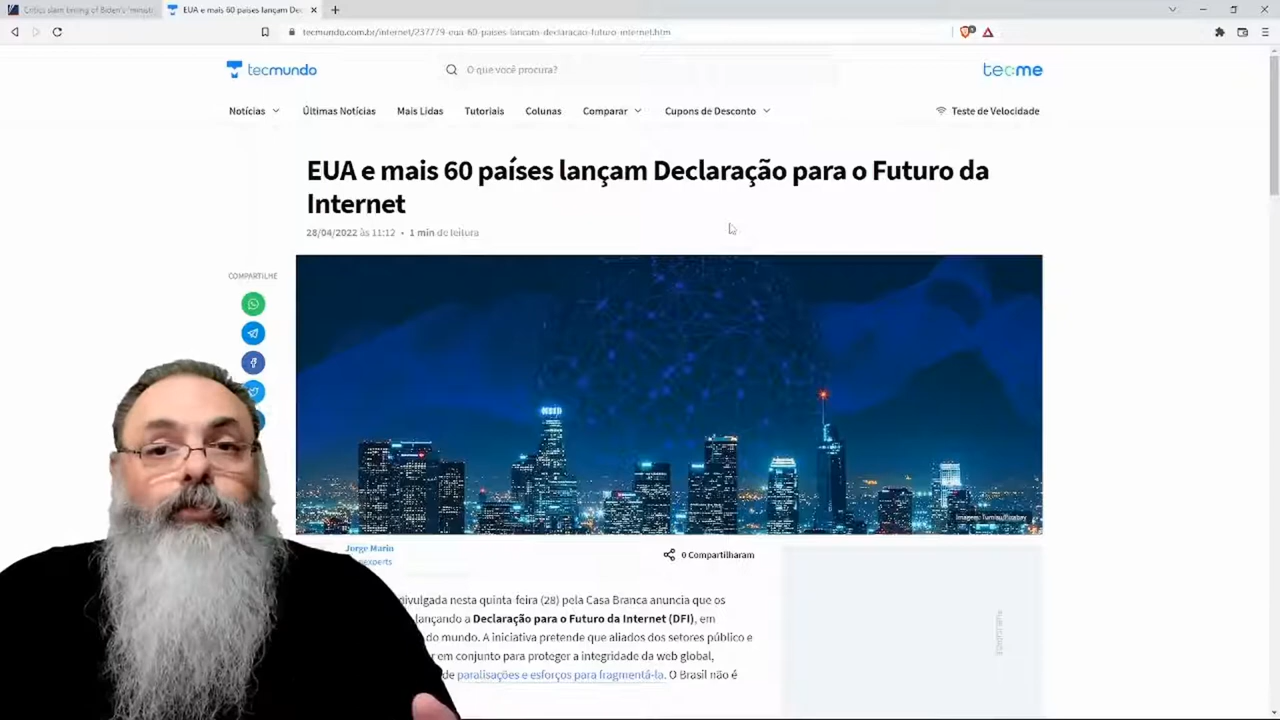 Critics slam timing of Biden's 'minist
EUA e mais 60 países lançam Dec
tecmundo.com.br/internet/237779-eua-60-paises-lancam-declaracao-futuro-internet.htm
tecmundo
O que você procura?
tecme
Notícias
Últimas Notícias
Mais Lidas
Tutoriais
Colunas
Comparar
Cupons de Desconto
Teste de Velocidade
EUA e mais 60 países lançam Declaração para o Futuro da
Internet
28/04/2022 às 11:12 • 1 min de leitura
COMPARTILHE
Imagem: Tumisu/Pixabay
Jorge Marin
experts
0 Compartilharam
divulgada nesta quinta-feira (28) pela Casa Branca anuncia que os
lançando a Declaração para o Futuro da Internet (DFI), em
do mundo. A iniciativa pretende que aliados dos setores público e
r em conjunto para proteger a integridade da web global,
de paralisações e esforços para fragmentá-la. O Brasil não é
PUBLICIDADE